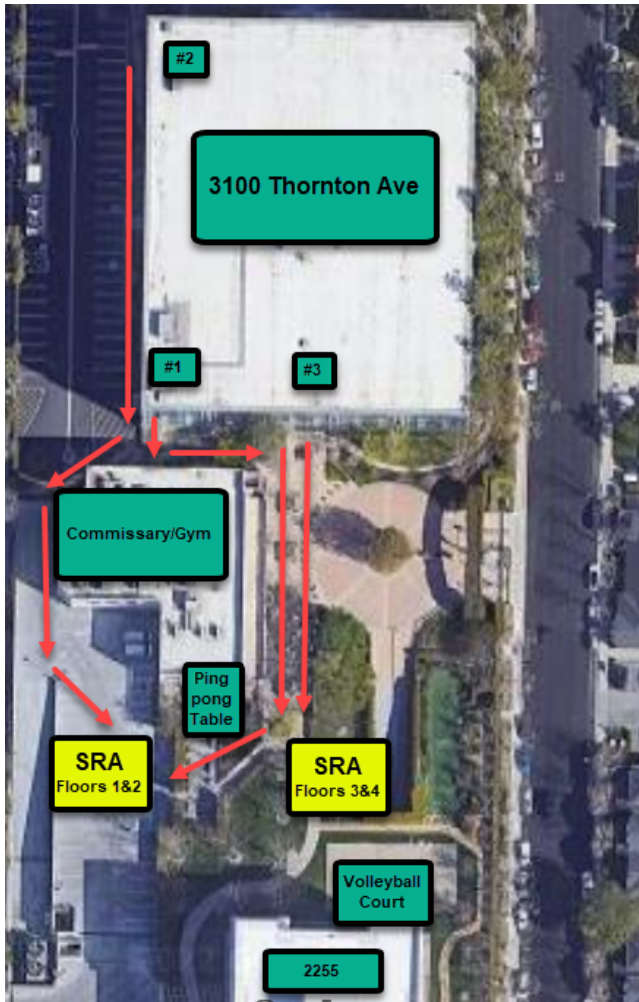 #2
3100 Thornton Ave
#1
#3
Commissary/Gym
Ping
pong
Table
SRA
Floors 1&2
SRA
Floors 3&4
Volleyball
Court
2255